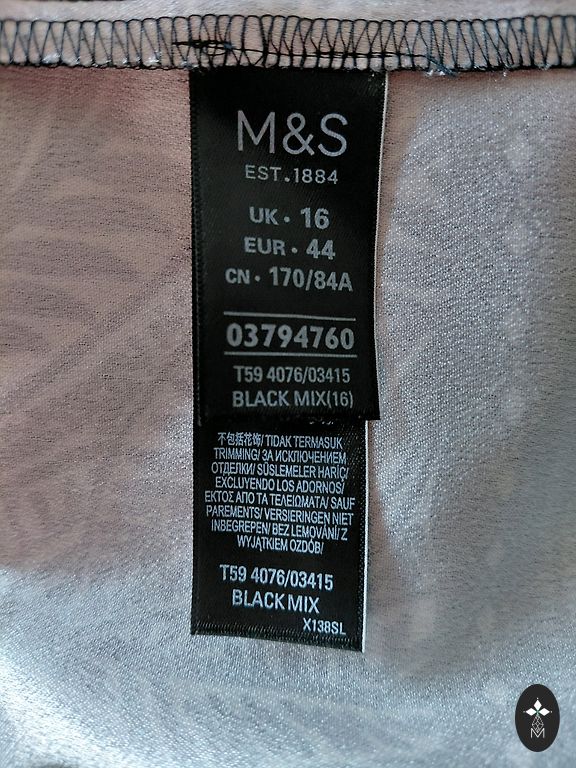 M&S
EST.1884
UK • 16
EUR • 44
CN • 170/84A
03794760
T59 4076/03415
BLACK MIX(16)
不包括花饰/ TIDAK TERMASUK
TRIMMING/ ЗА ИСКЛЮЧЕНИЕМ
ОТДЕЛКИ/ SÜSLEMELER HARİÇ/
EXCLUYENDO LOS ADORNOS/
ΕΚΤΟΣ ΑΠΟ ΤΑ ΤΕΛΕΙΩΜΑΤΑ/ SAUF
PAREMENTS/ VERSIERINGEN NIET
INBEGREPEN/ BEZ LEMOVÁNÍ/ Z
WYJĄTKIEM OZDÓB/
T59 4076/03415
BLACK MIX
X138SL
M